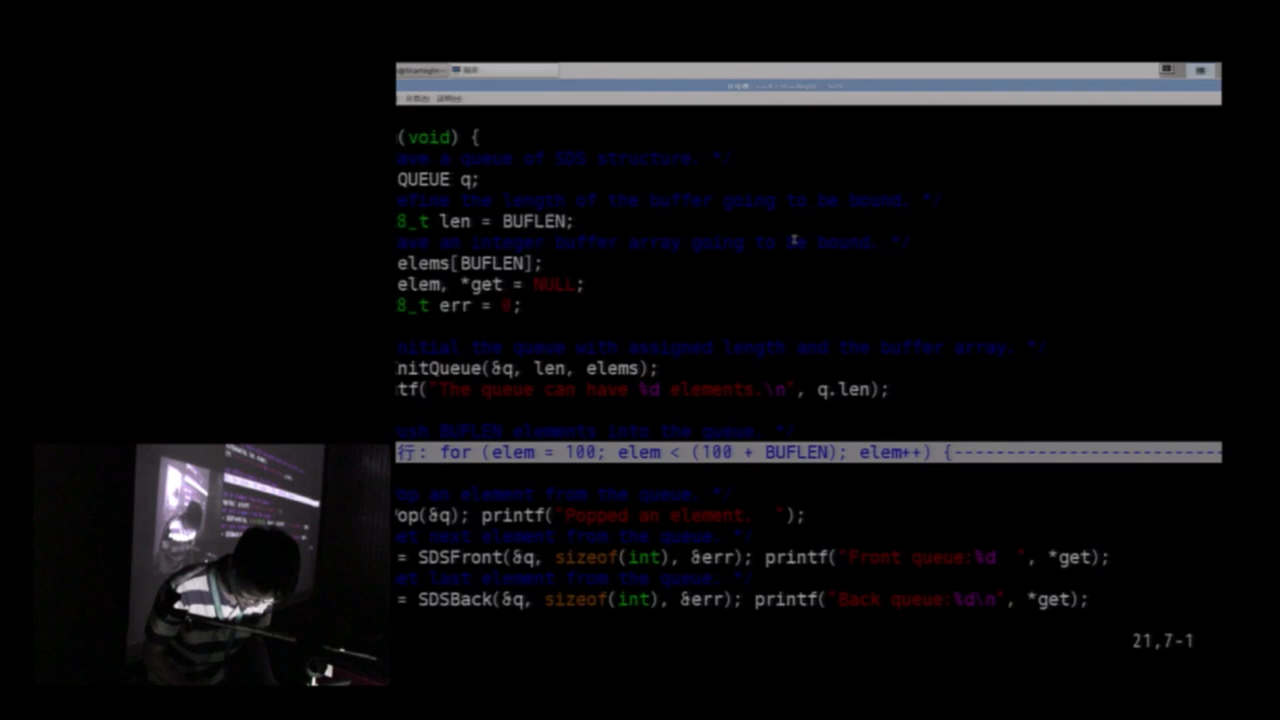 (void) {
ave a queue of SDS structure. */
QUEUE q;
efine the length of the buffer going to be bound. */
8_t len = BUFLEN;
ave an integer buffer array going to be bound. */
elems[BUFLEN];
elem, *get = NULL;
8_t err = 0;
nitial the queue with assigned length and the buffer array. */
InitQueue(&q, len, elems);
tf("The queue can have %d elements.\n", q.len);
ush BUFLEN elements into the queue. */
行: for (elem = 100; elem < (100 + BUFLEN); elem++) {--------------------------
op an element from the queue. */
Pop(&q); printf("Popped an element.  ");
et next element from the queue. */
= SDSFront(&q, sizeof(int), &err); printf("Front queue:%d  ", *get);
et last element from the queue. */
= SDSBack(&q, sizeof(int), &err); printf("Back queue:%d\n", *get);
21,7-1